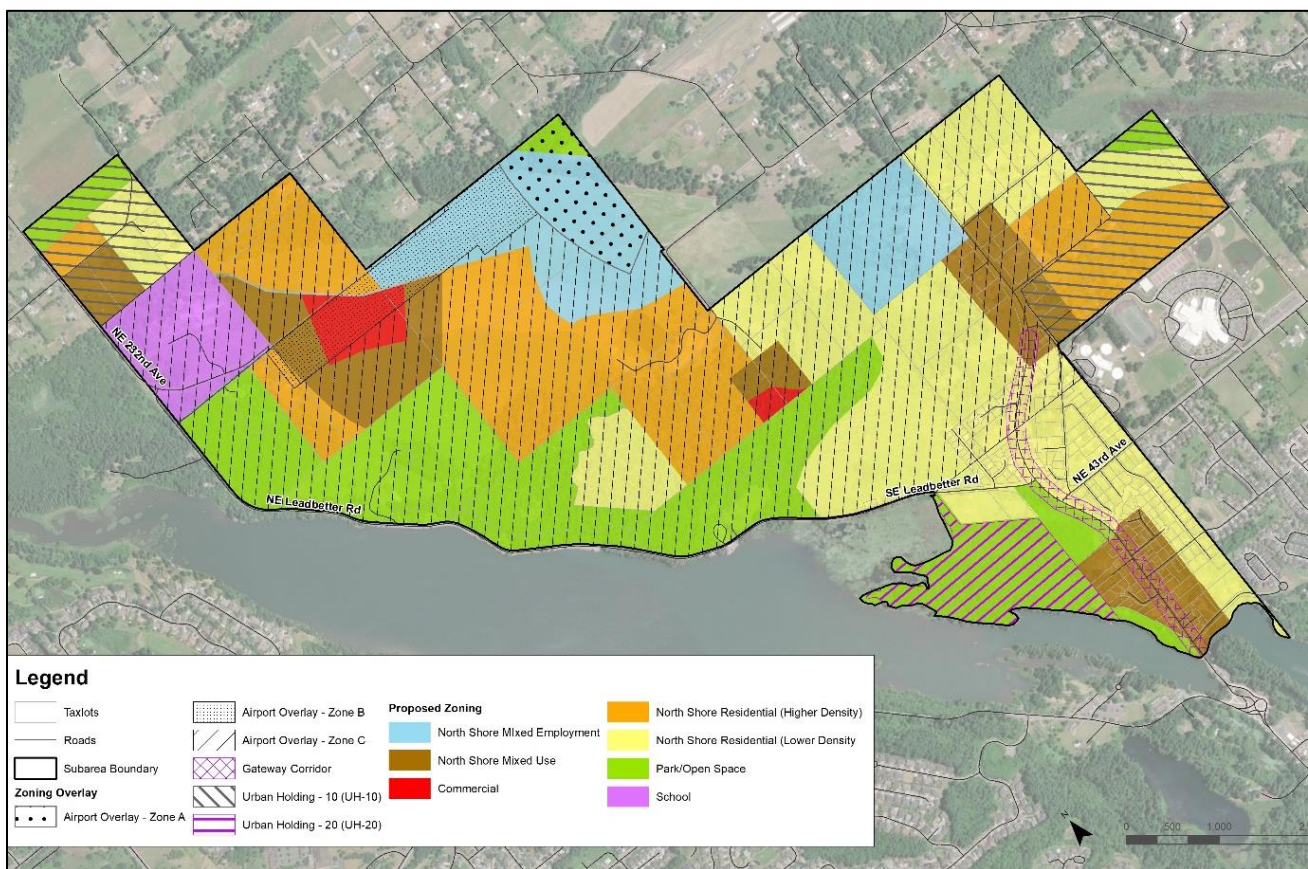 NE 232nd Ave
NE Leadbetter Rd
SE Leadbetter Rd
NE 43rd Ave
Legend
Taxlots
Roads
Subarea Boundary
Zoning Overlay
Airport Overlay - Zone A
Airport Overlay - Zone B
Airport Overlay - Zone C
Gateway Corridor
Urban Holding - 10 (UH-10)
Urban Holding - 20 (UH-20)
Proposed Zoning
North Shore MIxed Employment
North Shore Mixed Use
Commercial
North Shore Residential (Higher Density)
North Shore Residential (Lower Density
Park/Open Space
School
N
0 500 1,000